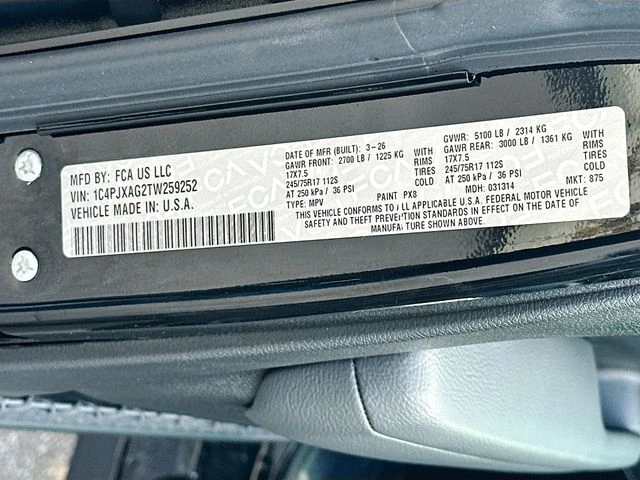 MFD BY: FCA US LLC
VIN: 1C4PJXAG2TW259252
VEHICLE MADE IN: U.S.A.
DATE OF MFR (BUILT): 3-26
GAWR FRONT: 2700 LB / 1225 KG WITH
17X7.5 RIMS
245/75R17 112S TIRES
AT 250 kPa / 36 PSI COLD
TYPE: MPV PAINT PX8
GVWR: 5100 LB / 2314 KG
GAWR REAR: 3000 LB / 1361 KG WITH
17X7.5 RIMS
245/75R17 112S TIRES
AT 250 kPa / 36 PSI COLD
MDH: 031314 MKT: 875
THIS VEHICLE CONFORMS TO ALL APPLICABLE U.S.A. FEDERAL MOTOR VEHICLE
SAFETY AND THEFT PREVENTION STANDARDS IN EFFECT ON THE DATE OF
MANUFACTURE SHOWN ABOVE.